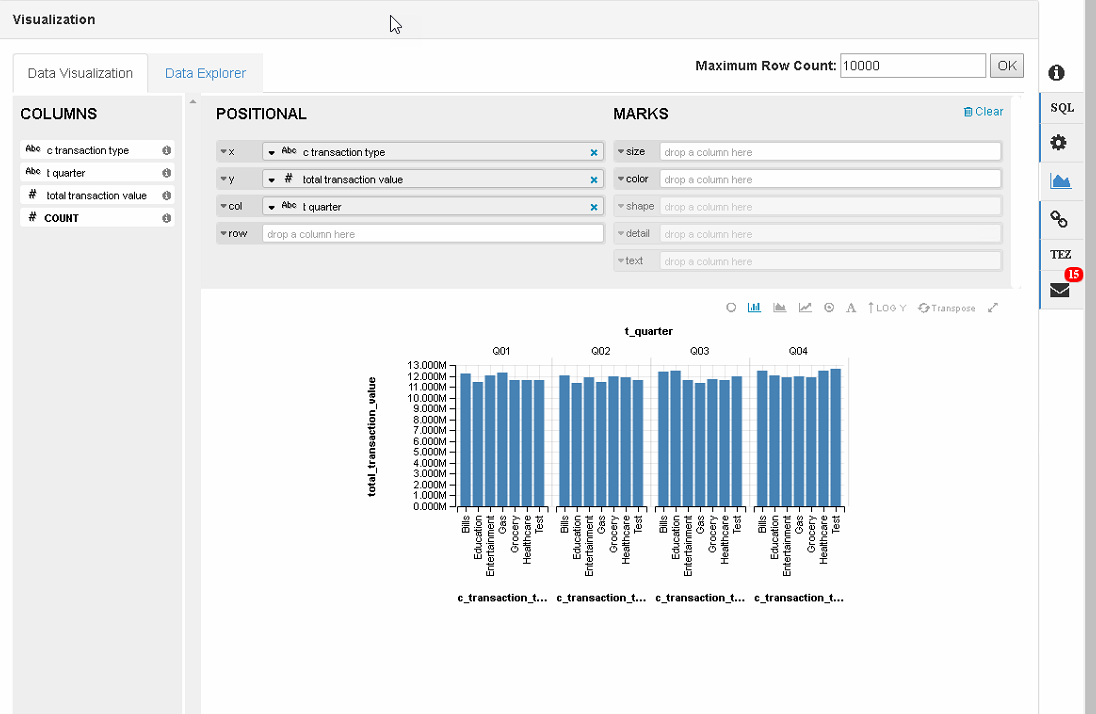 Visualization
Data Visualization
Data Explorer
Maximum Row Count: 10000 OK
COLUMNS
Abc c transaction type
Abc t quarter
# total transaction value
# COUNT
POSITIONAL
x Abc c transaction type
y # total transaction value
col Abc t quarter
row drop a column here
MARKS
Clear
size drop a column here
color drop a column here
shape drop a column here
detail drop a column here
text drop a column here
SQL
TEZ
15
A LOG Y Transpose
t_quarter
Q01 Q02 Q03 Q04
total_transaction_value
13.000M
12.000M
11.000M
10.000M
9.000M
8.000M
7.000M
6.000M
5.000M
4.000M
3.000M
2.000M
1.000M
0.000M
Bills Education Entertainment Gas Grocery Healthcare Test
Bills Education Entertainment Gas Grocery Healthcare Test
Bills Education Entertainment Gas Grocery Healthcare Test
Bills Education Entertainment Gas Grocery Healthcare Test
c_transaction_t... c_transaction_t... c_transaction_t... c_transaction_t...